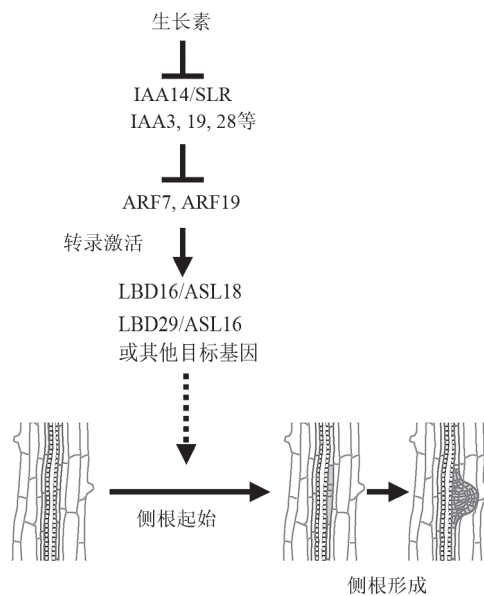 生长素
IAA14/SLR
IAA3, 19, 28等
ARF7, ARF19
转录激活
LBD16/ASL18
LBD29/ASL16
或其他目标基因
侧根起始
侧根形成